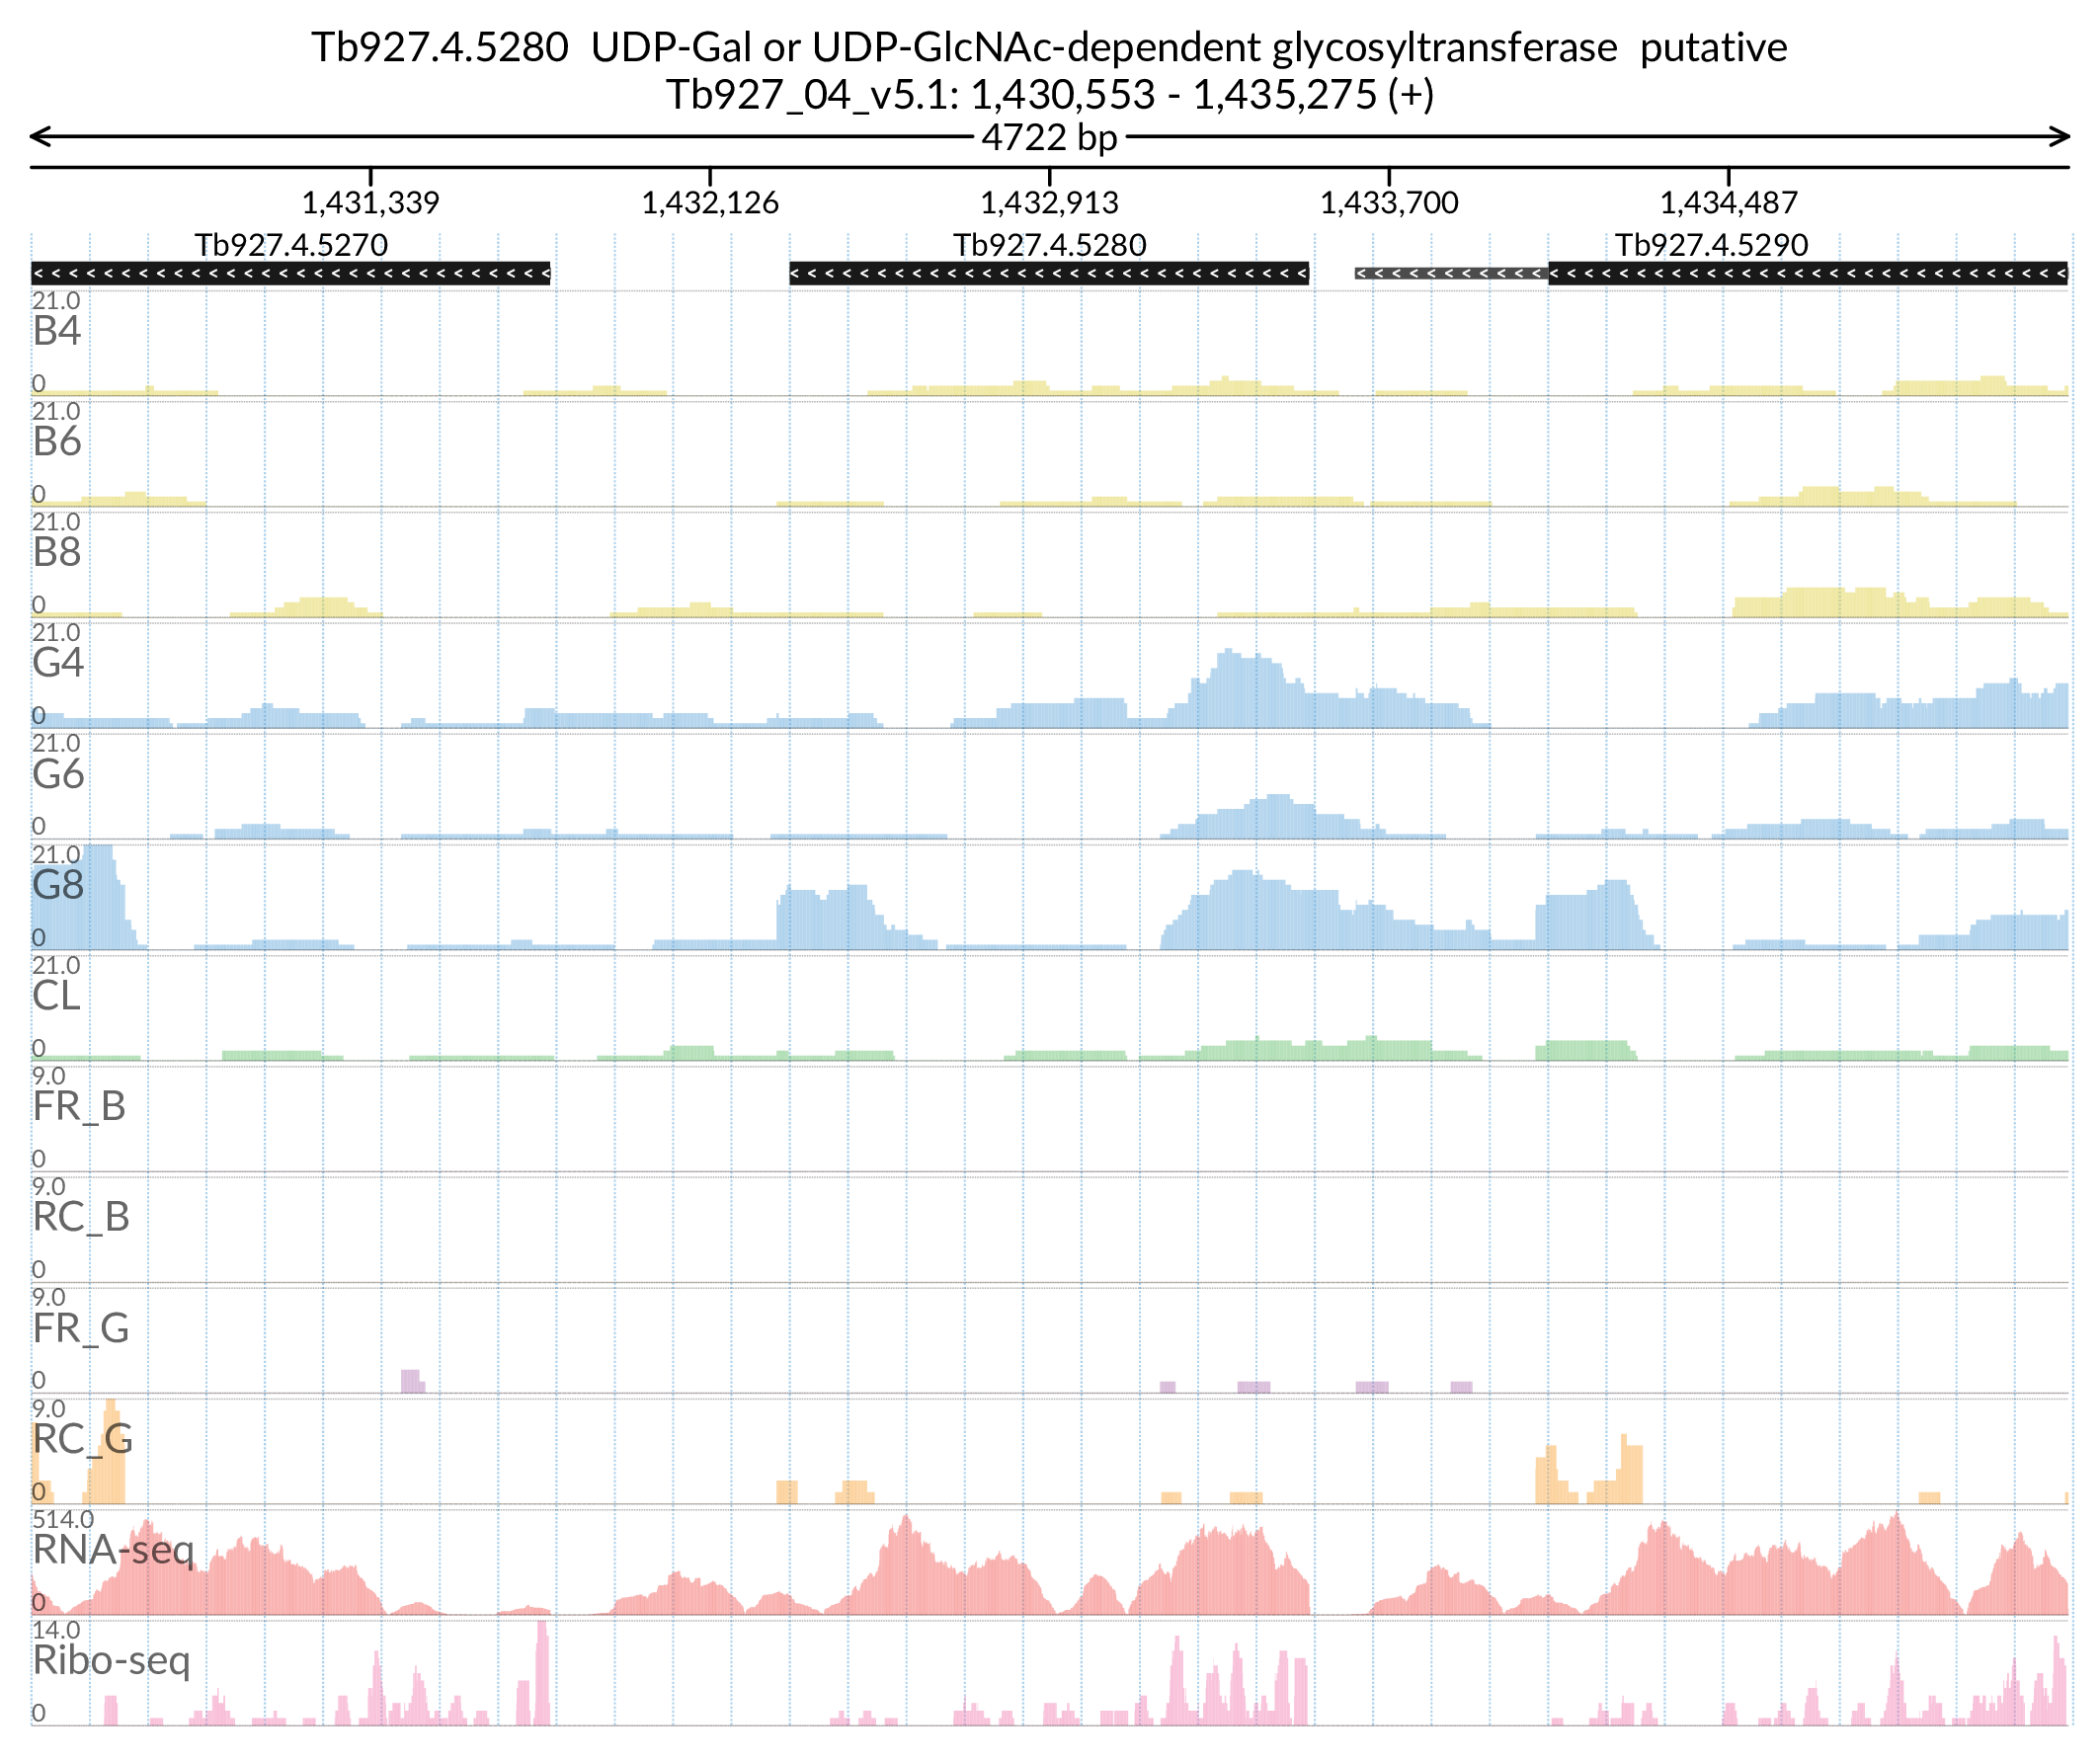 Tb927.4.5280  UDP-Gal or UDP-GlcNAc-dependent glycosyltransferase  putative
Tb927_04_v5.1: 1,430,553 - 1,435,275 (+)
4722 bp
1,431,339 1,432,126 1,432,913 1,433,700 1,434,487
Tb927.4.5270 Tb927.4.5280 Tb927.4.5290
21.0
B4
0
21.0
B6
0
21.0
B8
0
21.0
G4
0
21.0
G6
0
21.0
G8
0
21.0
CL
0
9.0
FR_B
0
9.0
RC_B
0
9.0
FR_G
0
9.0
RC_G
0
514.0
RNA-seq
0
14.0
Ribo-seq
0